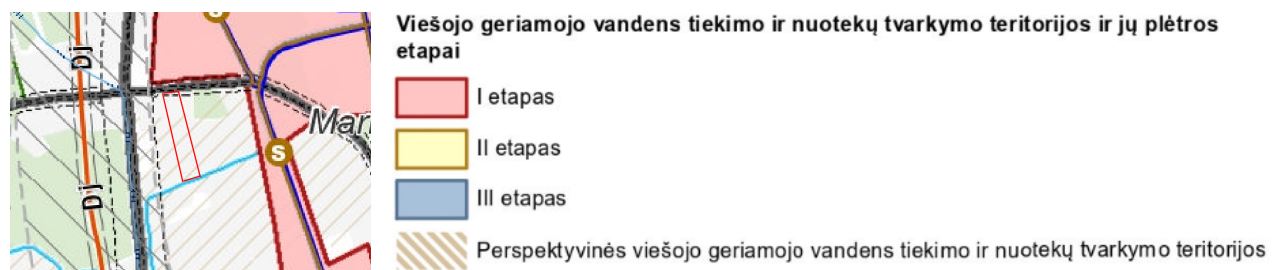 Viešojo geriamojo vandens tiekimo ir nuotekų tvarkymo teritorijos ir jų plėtros
etapai
I etapas
II etapas
III etapas
Perspektyvinės viešojo geriamojo vandens tiekimo ir nuotekų tvarkymo teritorijos
S
Dj
Mar
S
Dj